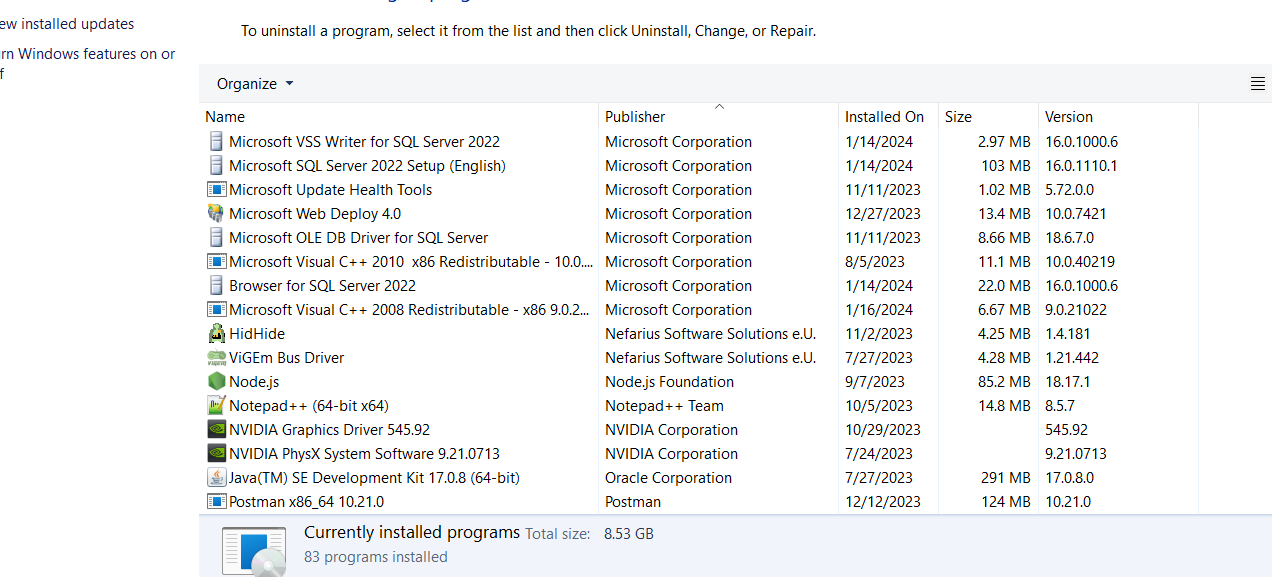 ew installed updates
To uninstall a program, select it from the list and then click Uninstall, Change, or Repair.
rn Windows features on or
f
Organize
Name Publisher Installed On Size Version
Microsoft VSS Writer for SQL Server 2022 Microsoft Corporation 1/14/2024 2.97 MB 16.0.1000.6
Microsoft SQL Server 2022 Setup (English) Microsoft Corporation 1/14/2024 103 MB 16.0.1110.1
Microsoft Update Health Tools Microsoft Corporation 11/11/2023 1.02 MB 5.72.0.0
Microsoft Web Deploy 4.0 Microsoft Corporation 12/27/2023 13.4 MB 10.0.7421
Microsoft OLE DB Driver for SQL Server Microsoft Corporation 11/11/2023 8.66 MB 18.6.7.0
Microsoft Visual C++ 2010 x86 Redistributable - 10.0.... Microsoft Corporation 8/5/2023 11.1 MB 10.0.40219
Browser for SQL Server 2022 Microsoft Corporation 1/14/2024 22.0 MB 16.0.1000.6
Microsoft Visual C++ 2008 Redistributable - x86 9.0.2... Microsoft Corporation 1/16/2024 6.67 MB 9.0.21022
HidHide Nefarius Software Solutions e.U. 11/2/2023 4.25 MB 1.4.181
ViGEm Bus Driver Nefarius Software Solutions e.U. 7/27/2023 4.28 MB 1.21.442
Node.js Node.js Foundation 9/7/2023 85.2 MB 18.17.1
Notepad++ (64-bit x64) Notepad++ Team 10/5/2023 14.8 MB 8.5.7
NVIDIA Graphics Driver 545.92 NVIDIA Corporation 10/29/2023 545.92
NVIDIA PhysX System Software 9.21.0713 NVIDIA Corporation 7/24/2023 9.21.0713
Java(TM) SE Development Kit 17.0.8 (64-bit) Oracle Corporation 7/27/2023 291 MB 17.0.8.0
Postman x86_64 10.21.0 Postman 12/12/2023 124 MB 10.21.0
Currently installed programs Total size: 8.53 GB
83 programs installed